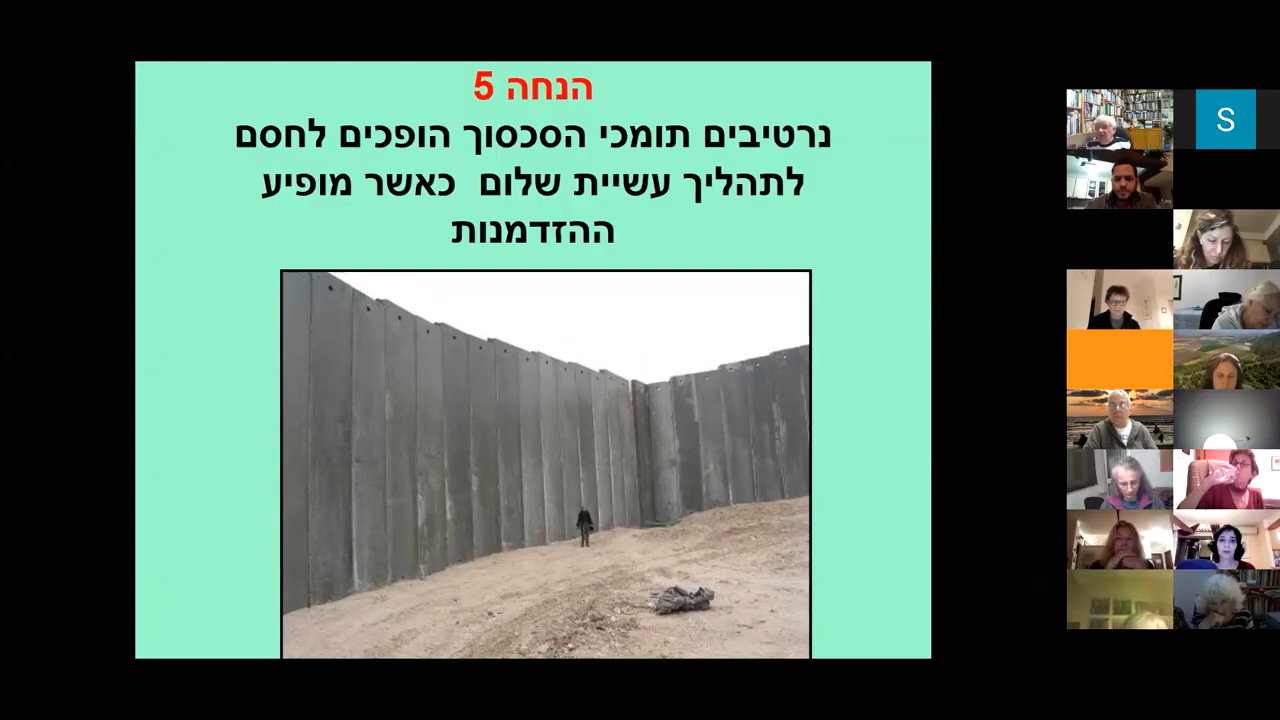 הנחה 5
נרטיבים תומכי הסכסוך הופכים לחסם
לתהליך עשיית שלום כאשר מופיע
ההזדמנות
S